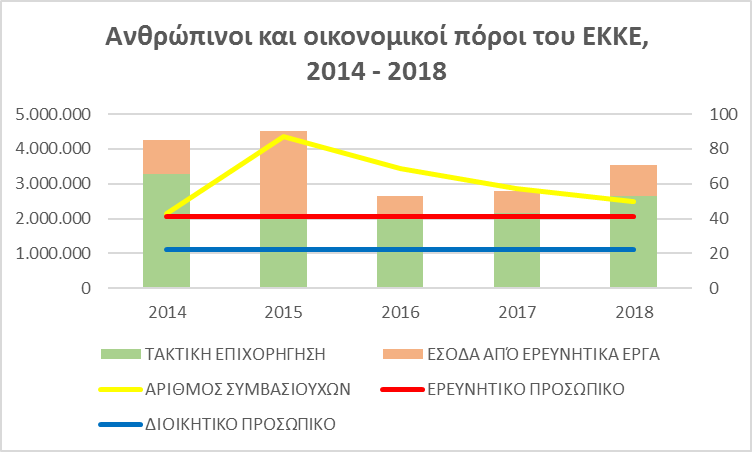 Ανθρώπινοι και οικονομικοί πόροι του ΕΚΚΕ,
2014 - 2018
5.000.000 100
4.000.000 80
3.000.000 60
2.000.000 40
1.000.000 20
0 0
2014 2015 2016 2017 2018
ΤΑΚΤΙΚΗ ΕΠΙΧΟΡΗΓΗΣΗ ΕΣΟΔΑ ΑΠΌ ΕΡΕΥΝΗΤΙΚΑ ΕΡΓΑ
ΑΡΙΘΜΟΣ ΣΥΜΒΑΣΙΟΥΧΩΝ ΕΡΕΥΝΗΤΙΚΟ ΠΡΟΣΩΠΙΚΟ
ΔΙΟΙΚΗΤΙΚΟ ΠΡΟΣΩΠΙΚΟ